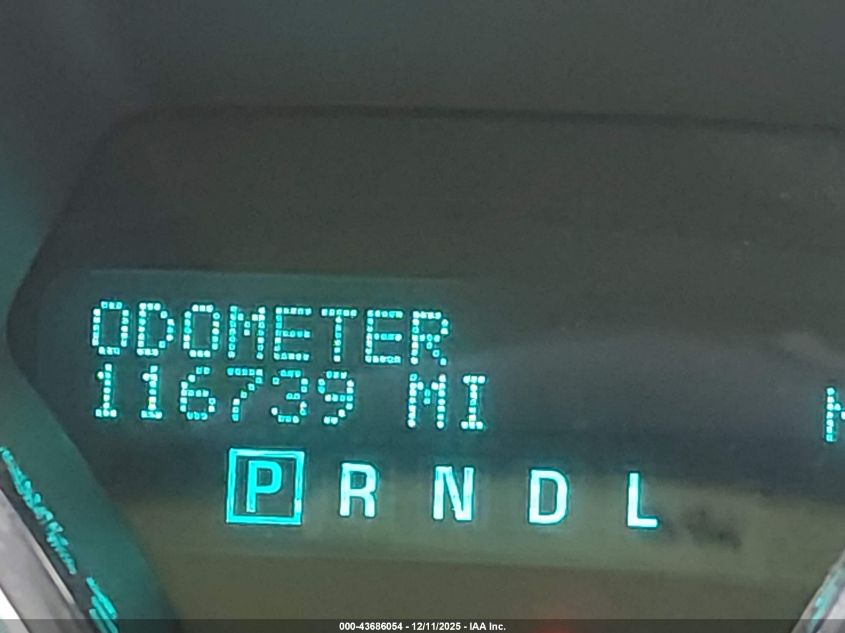 ODOMETER
116739 MI
P R N D L
000-43686054 - 12/11/2025 - IAA Inc.